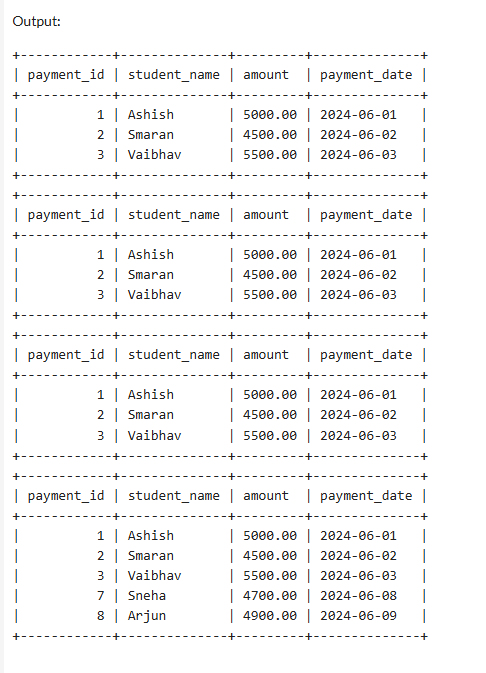 Output:
+------------+--------------+---------+--------------+
| payment_id | student_name | amount  | payment_date |
+------------+--------------+---------+--------------+
|          1 | Ashish       | 5000.00 | 2024-06-01   |
|          2 | Smaran       | 4500.00 | 2024-06-02   |
|          3 | Vaibhav      | 5500.00 | 2024-06-03   |
+------------+--------------+---------+--------------+
+------------+--------------+---------+--------------+
| payment_id | student_name | amount  | payment_date |
+------------+--------------+---------+--------------+
|          1 | Ashish       | 5000.00 | 2024-06-01   |
|          2 | Smaran       | 4500.00 | 2024-06-02   |
|          3 | Vaibhav      | 5500.00 | 2024-06-03   |
+------------+--------------+---------+--------------+
+------------+--------------+---------+--------------+
| payment_id | student_name | amount  | payment_date |
+------------+--------------+---------+--------------+
|          1 | Ashish       | 5000.00 | 2024-06-01   |
|          2 | Smaran       | 4500.00 | 2024-06-02   |
|          3 | Vaibhav      | 5500.00 | 2024-06-03   |
+------------+--------------+---------+--------------+
+------------+--------------+---------+--------------+
| payment_id | student_name | amount  | payment_date |
+------------+--------------+---------+--------------+
|          1 | Ashish       | 5000.00 | 2024-06-01   |
|          2 | Smaran       | 4500.00 | 2024-06-02   |
|          3 | Vaibhav      | 5500.00 | 2024-06-03   |
|          7 | Sneha        | 4700.00 | 2024-06-08   |
|          8 | Arjun        | 4900.00 | 2024-06-09   |
+------------+--------------+---------+--------------+